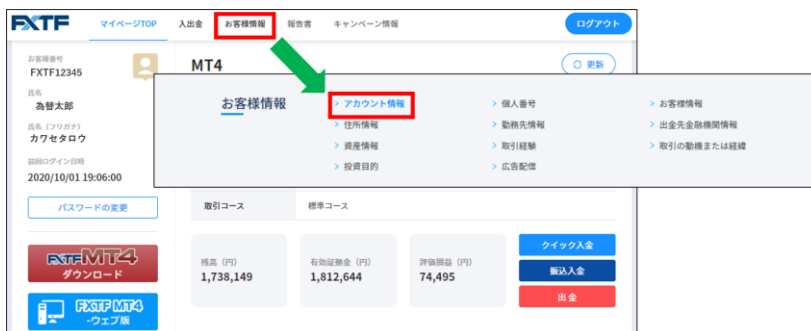 FXTF マイページTOP 入出金 お客様情報 報告書 キャンペーン情報 ログアウト
お客様番号
FXTF12345
氏名
為替太郎
氏名（フリガナ）
カワセタロウ
前回ログイン日時
2020/10/01 19:06:00
パスワードの変更
FXTF MT4
ダウンロード
FXTF MT4
-ウェブ版
MT4 更新
お客様情報
> アカウント情報 > 個人番号 > お客様情報
> 住所情報 > 勤務先情報 > 出金先金融機関情報
> 資産情報 > 取引経験 > 取引の動機または経緯
> 投資目的 > 広告配信
取引コース 標準コース
残高（円） 有効証拠金（円） 評価損益（円）
1,738,149 1,812,644 74,495
クイック入金
振込入金
出金